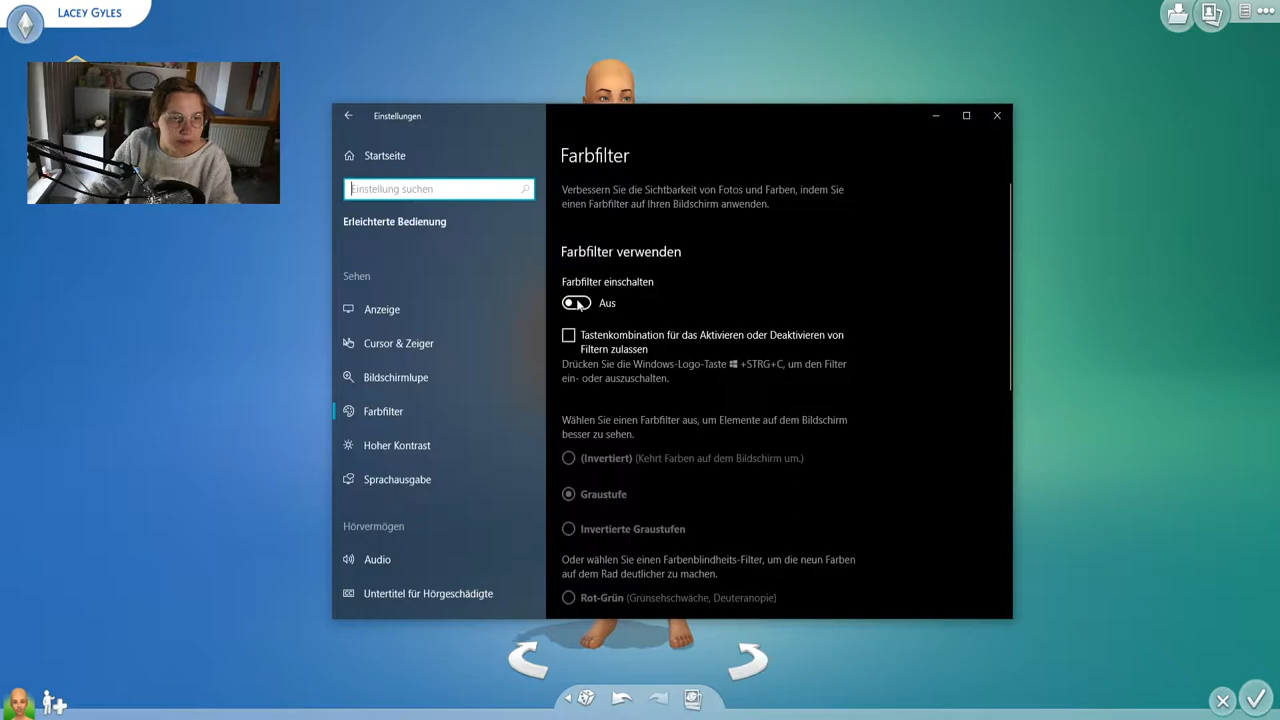 LACEY GYLES
Einstellungen
Startseite
Einstellung suchen
Erleichterte Bedienung
Sehen
Anzeige
Cursor & Zeiger
Bildschirmlupe
Farbfilter
Hoher Kontrast
Sprachausgabe
Hörvermögen
Audio
Untertitel für Hörgeschädigte
Farbfilter
Verbessern Sie die Sichtbarkeit von Fotos und Farben, indem Sie
einen Farbfilter auf Ihren Bildschirm anwenden.
Farbfilter verwenden
Farbfilter einschalten
Aus
Tastenkombination für das Aktivieren oder Deaktivieren von
Filtern zulassen
Drücken Sie die Windows-Logo-Taste +STRG+C, um den Filter
ein- oder auszuschalten.
Wählen Sie einen Farbfilter aus, um Elemente auf dem Bildschirm
besser zu sehen.
(Invertiert) (Kehrt Farben auf dem Bildschirm um.)
Graustufe
Invertierte Graustufen
Oder wählen Sie einen Farbenblindheits-Filter, um die neun Farben
auf dem Rad deutlicher zu machen.
Rot-Grün (Grünsehschwäche, Deuteranopie)